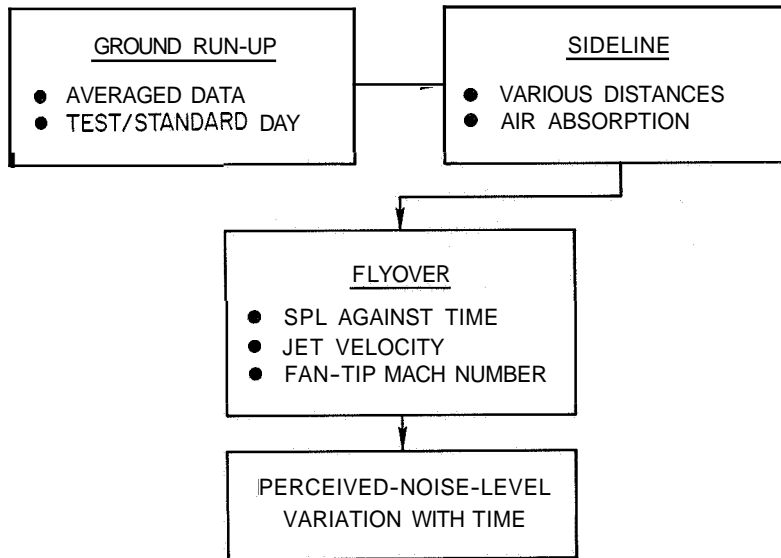 GROUND RUN-UP
● AVERAGED DATA
● TEST/STANDARD DAY
SIDELINE
● VARIOUS DISTANCES
● AIR ABSORPTION
FLYOVER
● SPL AGAINST TIME
● JET VELOCITY
● FAN-TIP MACH NUMBER
PERCEIVED-NOISE-LEVEL
VARIATION WITH TIME